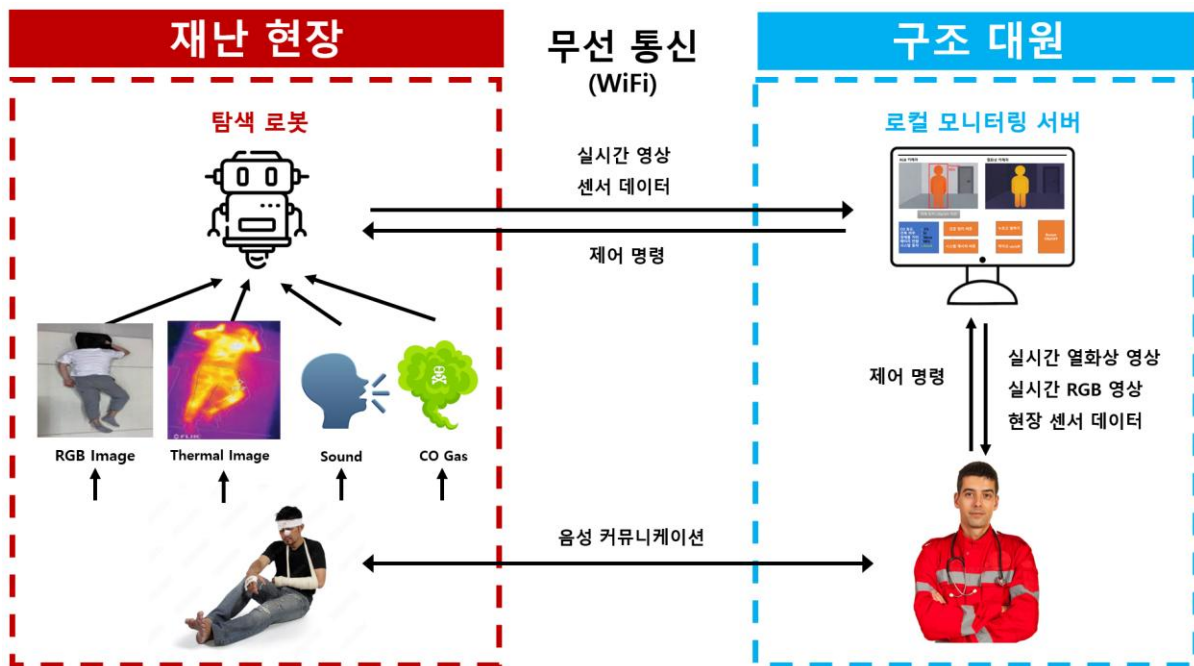 재난 현장
무선 통신
(WiFi)
구조 대원
탐색 로봇
로컬 모니터링 서버
실시간 영상
센서 데이터
제어 명령
RGB Image
Thermal Image
Sound
CO Gas
제어 명령
실시간 열화상 영상
실시간 RGB 영상
현장 센서 데이터
음성 커뮤니케이션